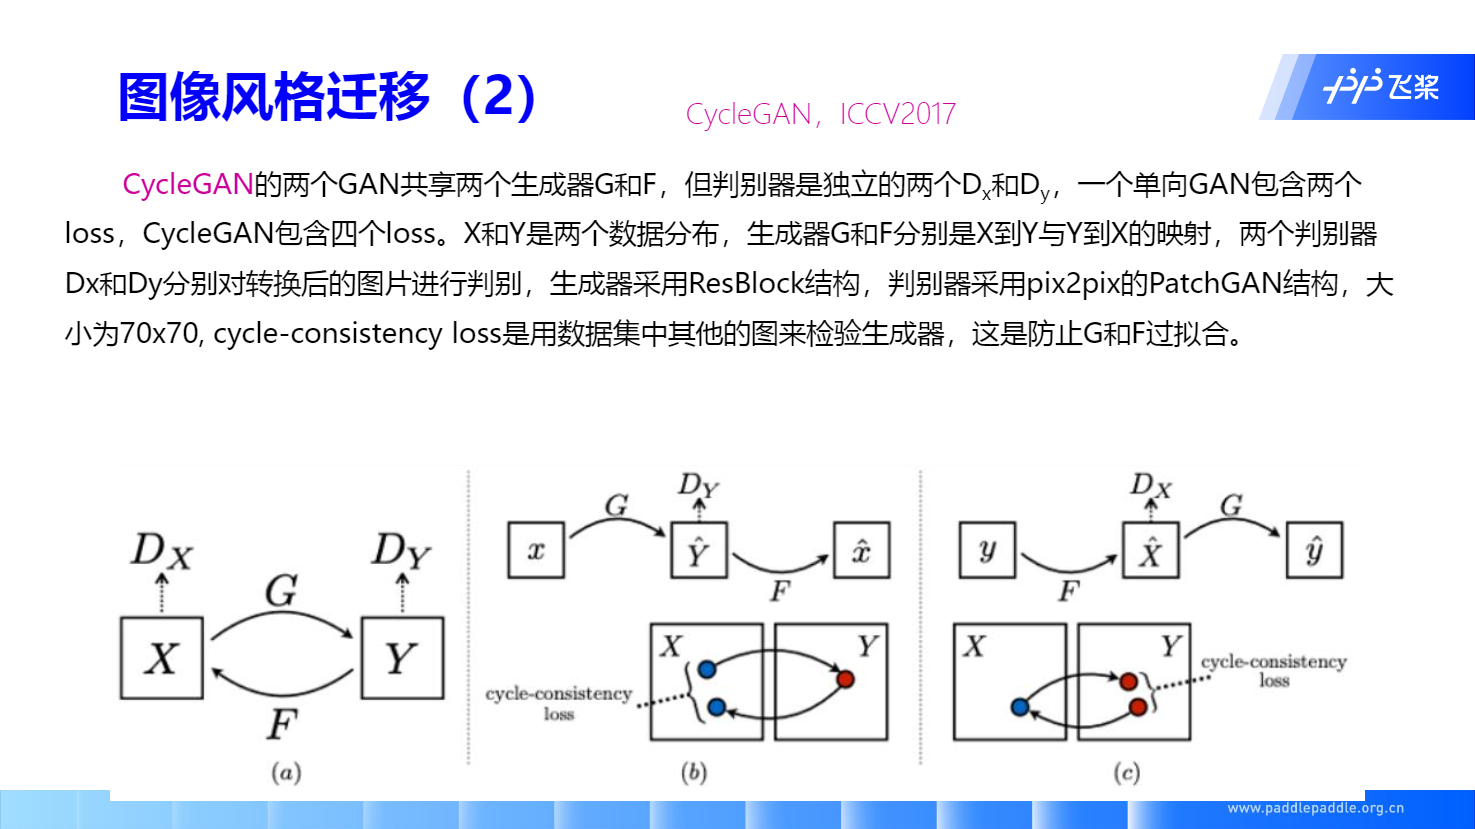 图像风格迁移（2）
CycleGAN，ICCV2017
飞桨
CycleGAN的两个GAN共享两个生成器G和F，但判别器是独立的两个Dx和Dy，一个单向GAN包含两个
loss，CycleGAN包含四个loss。X和Y是两个数据分布，生成器G和F分别是X到Y与Y到X的映射，两个判别器
Dx和Dy分别对转换后的图片进行判别，生成器采用ResBlock结构，判别器采用pix2pix的PatchGAN结构，大
小为70x70, cycle-consistency loss是用数据集中其他的图来检验生成器，这是防止G和F过拟合。
D_X
D_Y
G
X
Y
F
(a)
D_Y
G
x
Ŷ
x̂
F
X
Y
cycle-consistency
loss
(b)
D_X
G
y
X̂
ŷ
F
X
Y
cycle-consistency
loss
(c)
www.paddlepaddle.org.cn